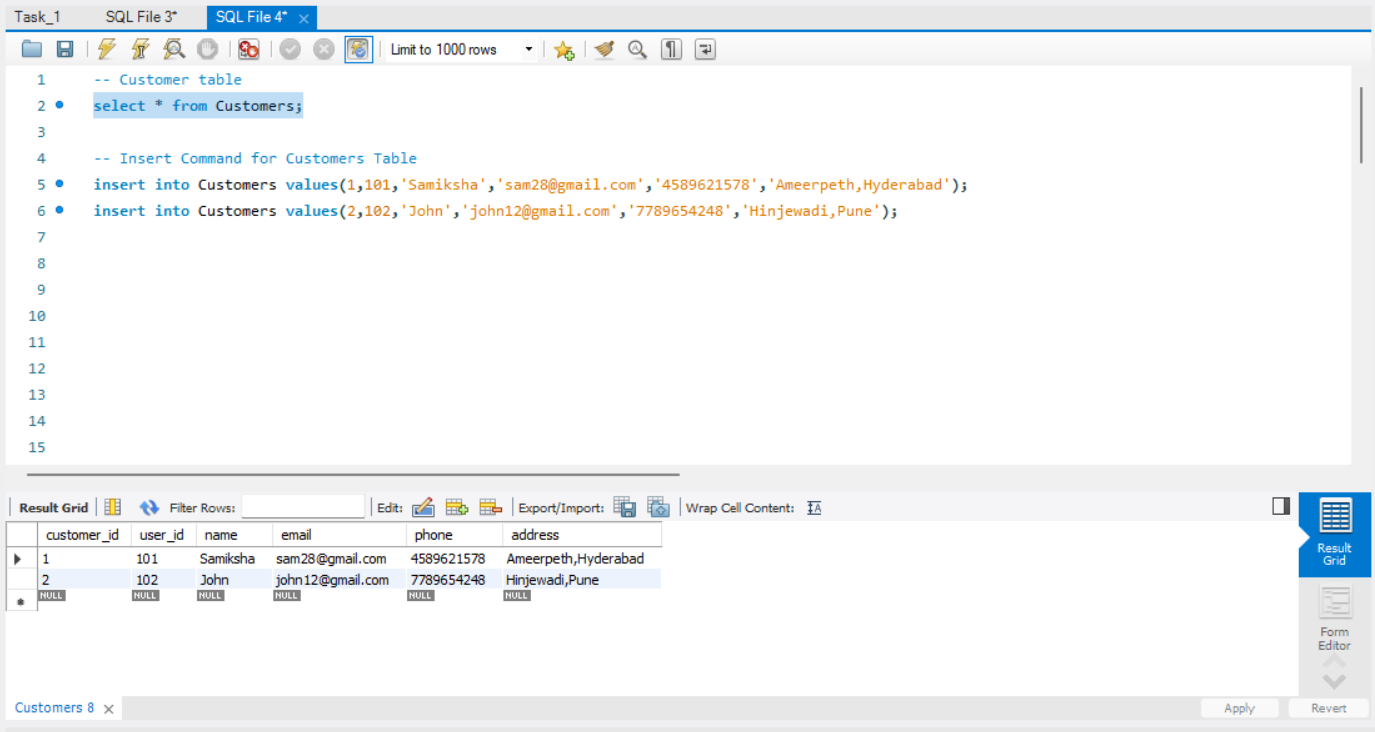 Task_1 SQL File 3* SQL File 4* ×
Limit to 1000 rows
1 -- Customer table
2 select * from Customers;
3
4 -- Insert Command for Customers Table
5 insert into Customers values(1,101,'Samiksha','sam28@gmail.com','4589621578','Ameerpeth,Hyderabad');
6 insert into Customers values(2,102,'John','john12@gmail.com','7789654248','Hinjewadi,Pune');
7
8
9
10
11
12
13
14
15
Result Grid Filter Rows: Edit: Export/Import: Wrap Cell Content: IA
customer_id user_id name email phone address
1 101 Samiksha sam28@gmail.com 4589621578 Ameerpeth,Hyderabad
2 102 John john12@gmail.com 7789654248 Hinjewadi,Pune
NULL NULL NULL NULL NULL NULL
Result
Grid
Form
Editor
Customers 8 × Apply Revert